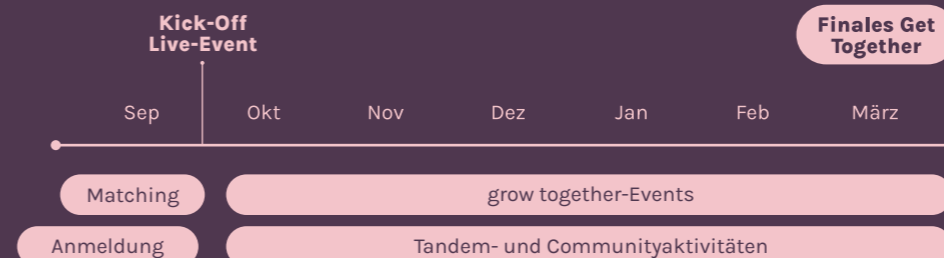 Kick-Off
Live-Event
Finales Get
Together
Sep Okt Nov Dez Jan Feb März
Matching grow together-Events
Anmeldung Tandem- und Communityaktivitäten